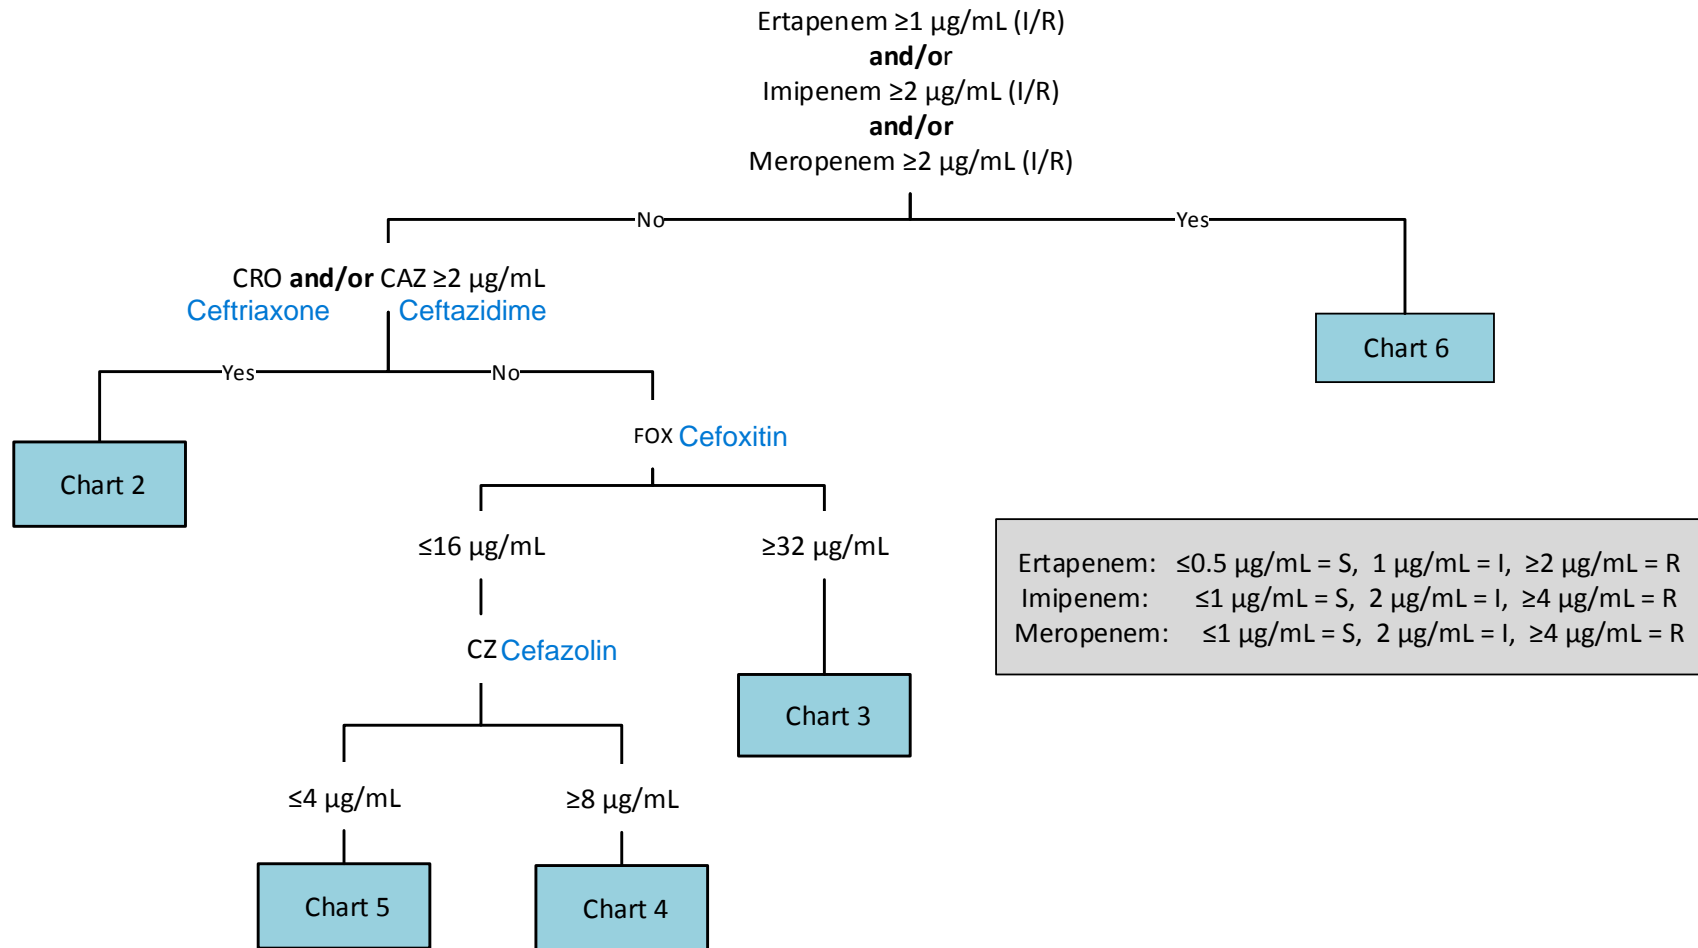 Ertapenem ≥1 µg/mL (I/R)
and/or
Imipenem ≥2 µg/mL (I/R)
and/or
Meropenem ≥2 µg/mL (I/R)
No
Yes
CRO and/or CAZ ≥2 µg/mL
Ceftriaxone Ceftazidime
Chart 6
Yes
No
FOX Cefoxitin
Chart 2
≤16 µg/mL
≥32 µg/mL
Ertapenem: ≤0.5 µg/mL = S, 1 µg/mL = I, ≥2 µg/mL = R
Imipenem: ≤1 µg/mL = S, 2 µg/mL = I, ≥4 µg/mL = R
Meropenem: ≤1 µg/mL = S, 2 µg/mL = I, ≥4 µg/mL = R
CZ Cefazolin
Chart 3
≤4 µg/mL
≥8 µg/mL
Chart 5
Chart 4